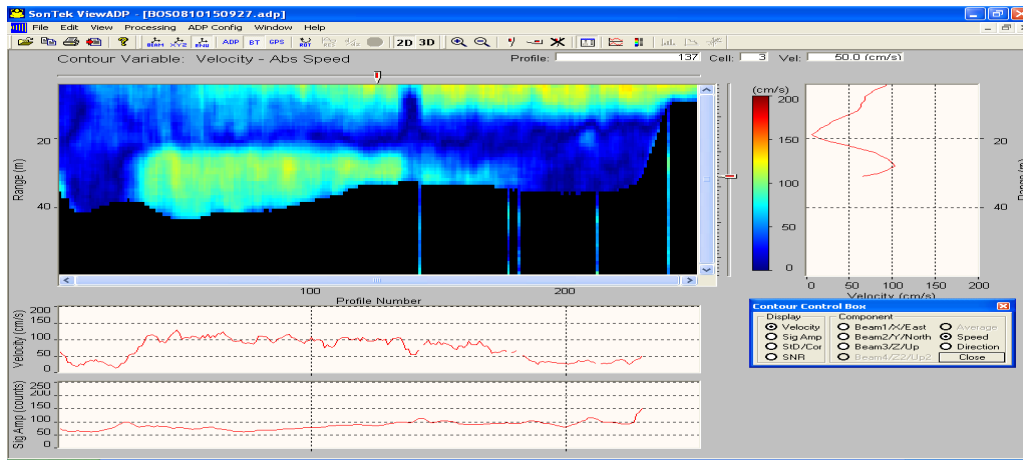 SonTek ViewADP - [BOS0810150927.adp]
File Edit View Processing ADP Config Window Help
BEAM XYZ ENU ADP BT GPS ROT 2D 3D
Contour Variable: Velocity - Abs Speed Profile: 137 Cell: 3 Vel: 50.0 (cm/s)
(cm/s)
200
150
100
50
0
Range (m)
20
40
100 200
Profile Number
20
40
Range (m)
0 50 100 150 200
Velocity (cm/s)
Velocity (cm/s)
200
150
100
50
0
Sig Amp (counts)
250
200
150
100
50
0
Contour Control Box
Display Component
Velocity Beam1/X/East Average
Sig Amp Beam2/Y/North Speed
StD/Cor Beam3/Z/Up Direction
SNR Beam4/Z2/Up2 Close